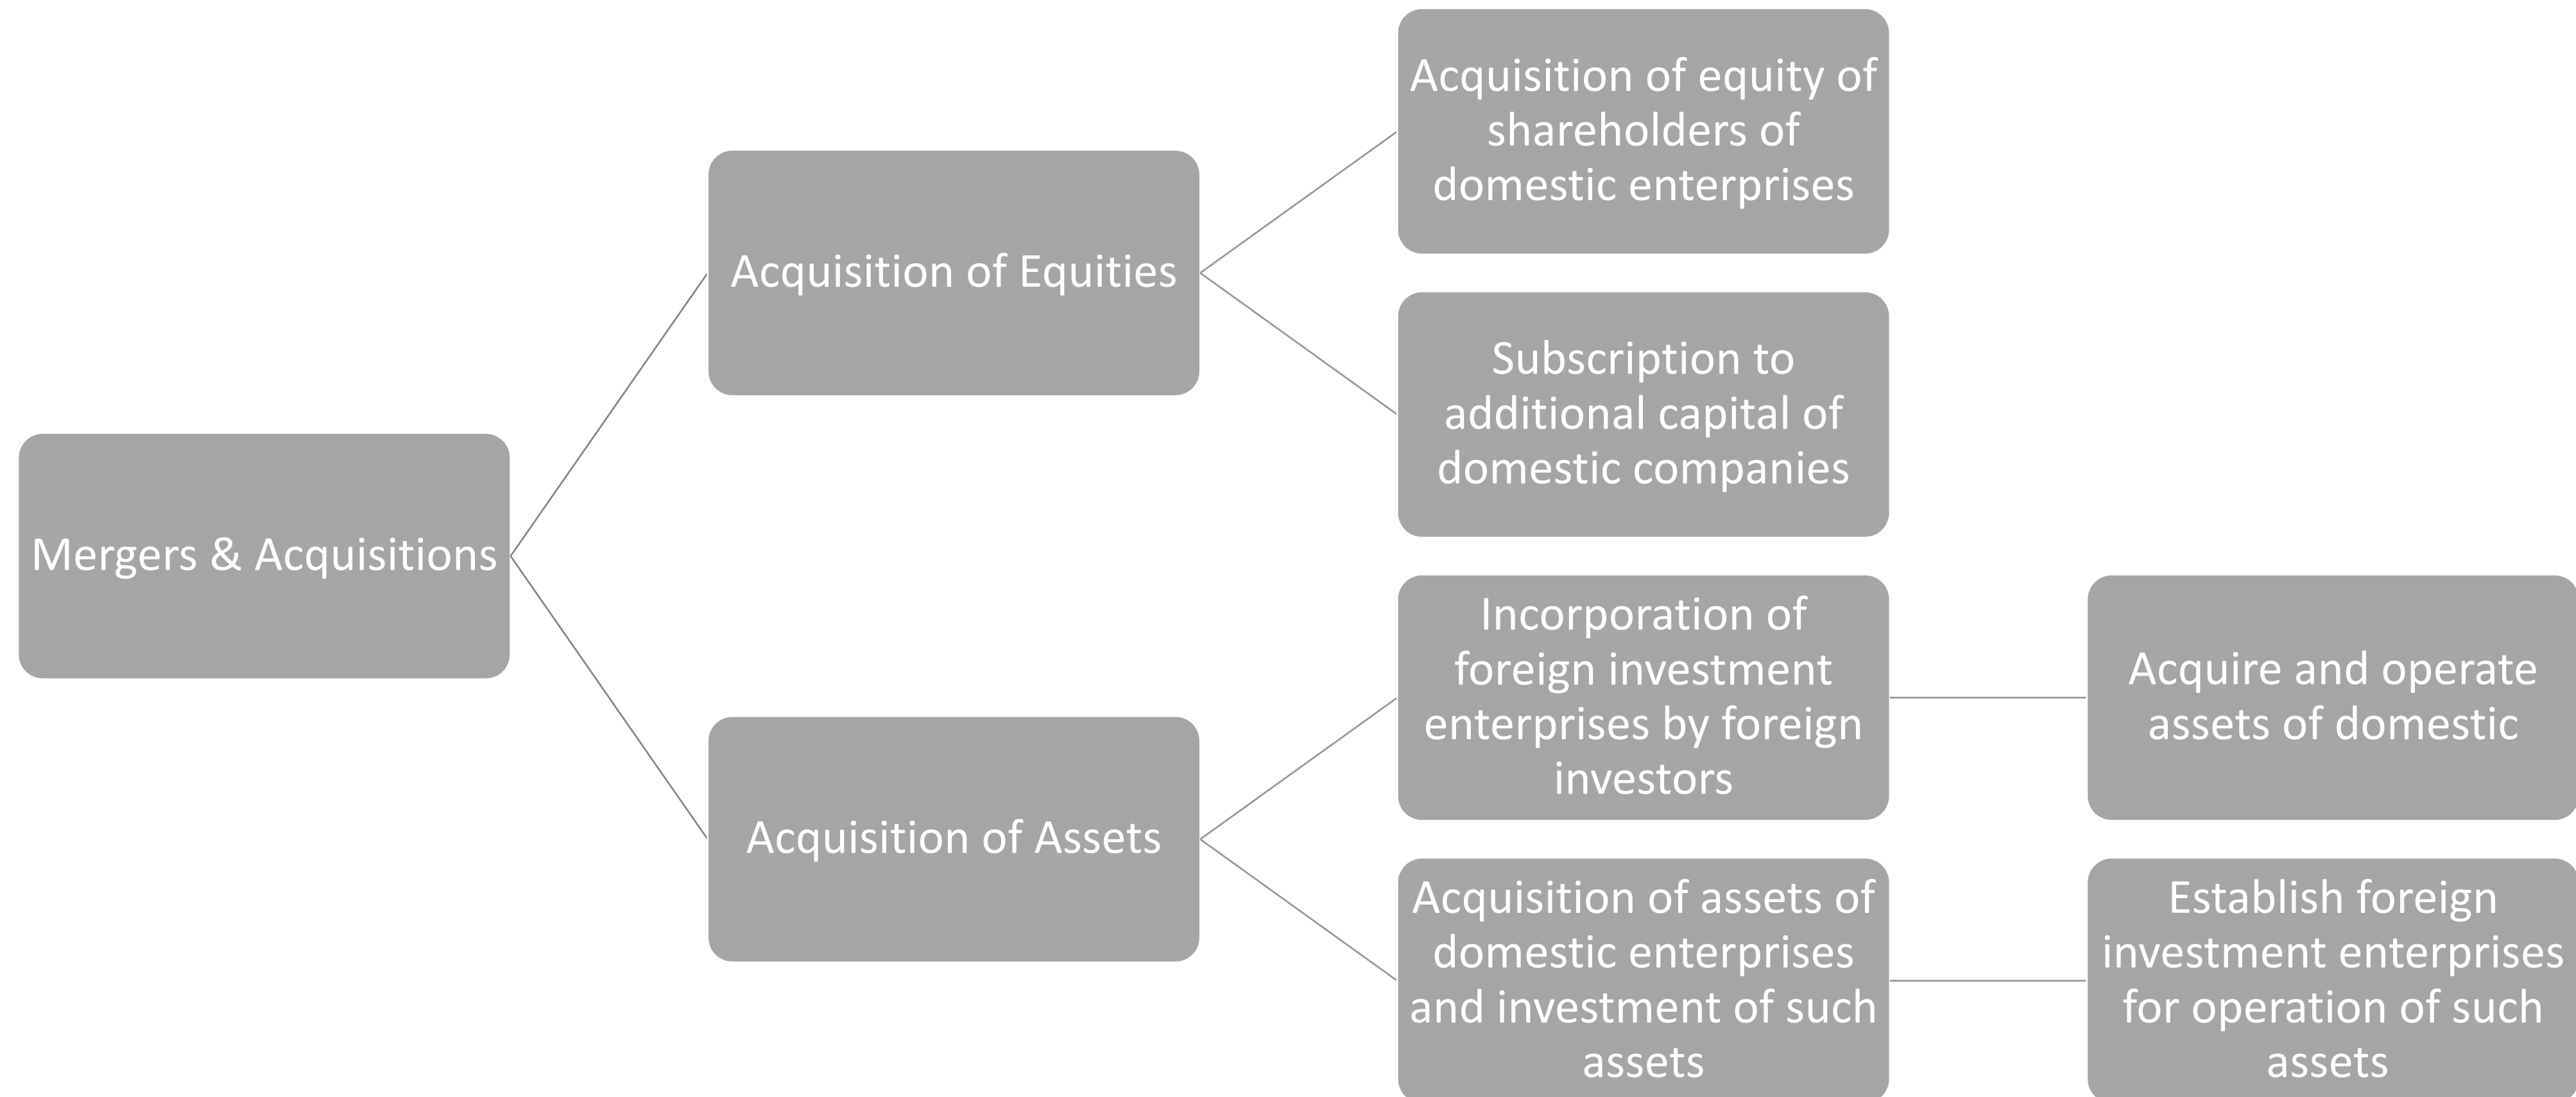 Mergers & Acquisitions
Acquisition of Equities
Acquisition of equity of
shareholders of
domestic enterprises
Subscription to
additional capital of
domestic companies
Acquisition of Assets
Incorporation of
foreign investment
enterprises by foreign
investors
Acquire and operate
assets of domestic
Acquisition of assets of
domestic enterprises
and investment of such
assets
Establish foreign
investment enterprises
for operation of such
assets